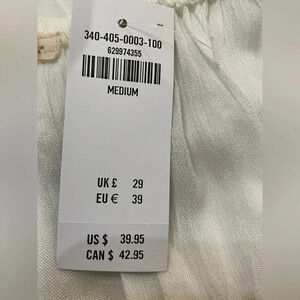 340-405-0003-100
629974355
MEDIUM
UK £ 29
EU € 39
US $ 39.95
CAN $ 42.95